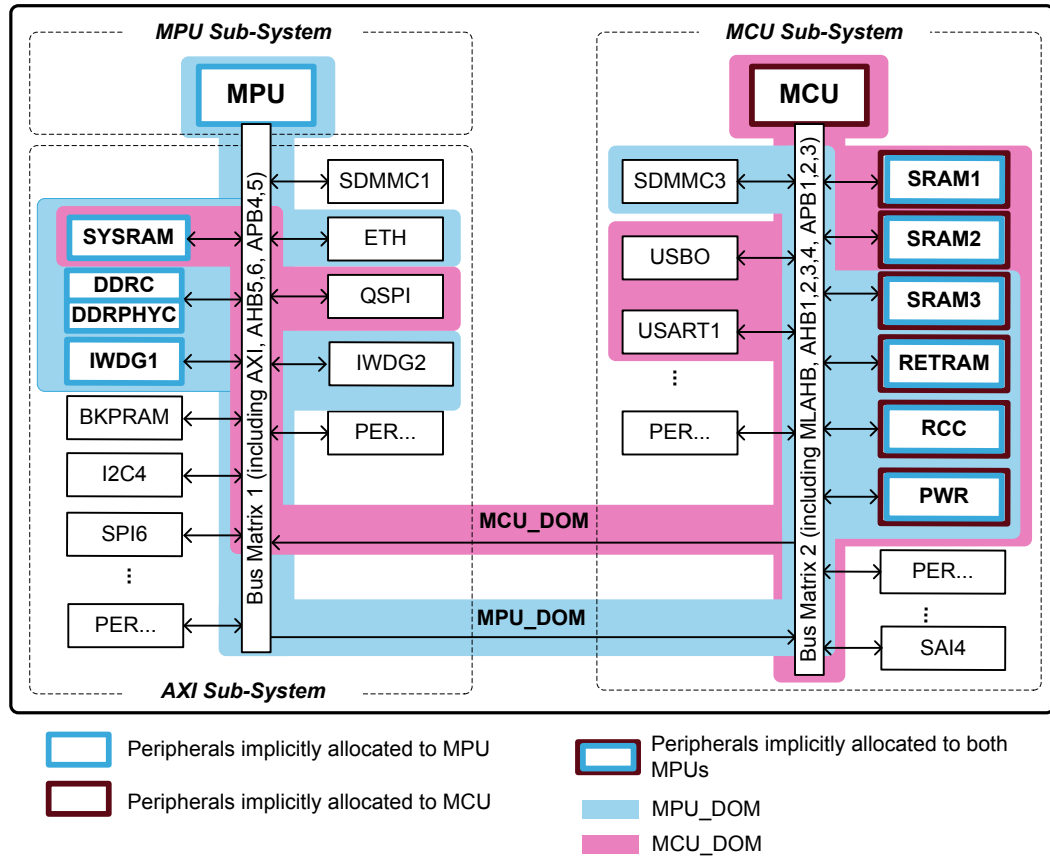 MPU Sub-System
MCU Sub-System
MPU
MCU
SDMMC1
SYSRAM
ETH
DDRC
DDRPHYC
QSPI
IWDG1
IWDG2
BKPRAM
PER...
I2C4
SPI6
...
PER...
Bus Matrix 1 (including AXI, AHB5,6, APB4,5)
AXI Sub-System
MCU_DOM
MPU_DOM
SDMMC3
USBO
USART1
...
PER...
Bus Matrix 2 (including MLAHB, AHB1,2,3,4, APB1,2,3)
SRAM1
SRAM2
SRAM3
RETRAM
RCC
PWR
PER...
...
SAI4
Peripherals implicitly allocated to MPU
Peripherals implicitly allocated to MCU
Peripherals implicitly allocated to both
MPUs
MPU_DOM
MCU_DOM